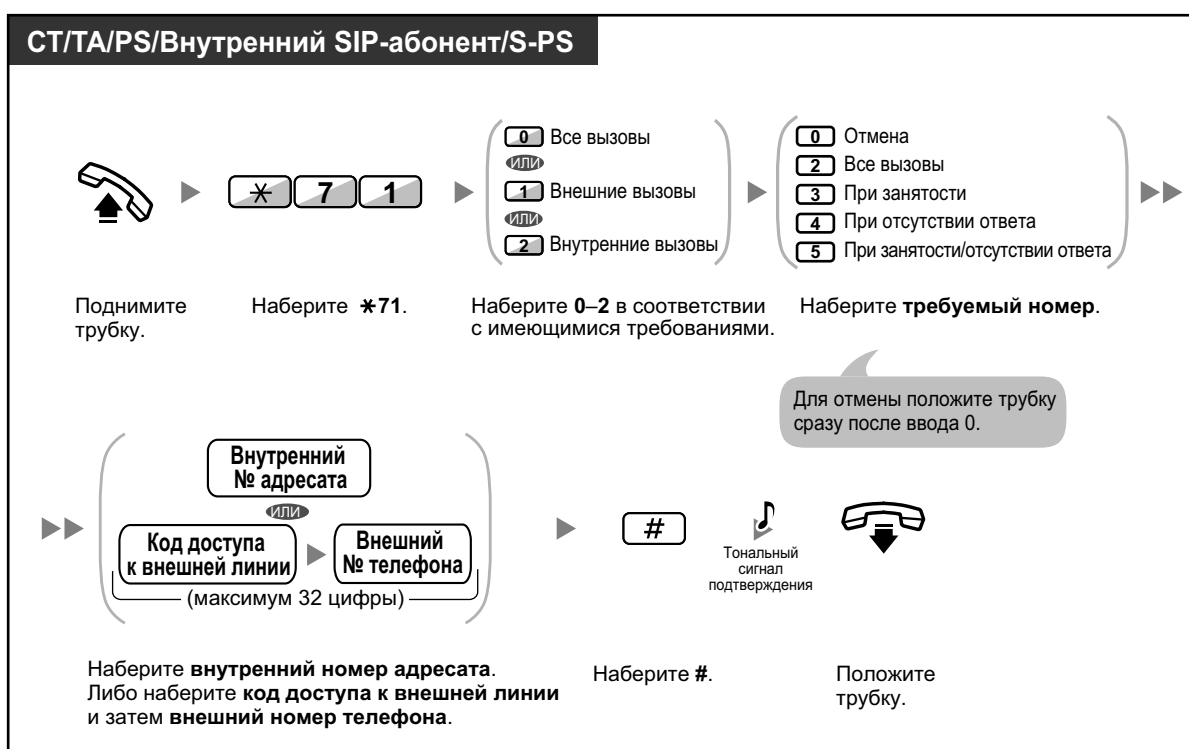 СТ/ТА/PS/Внутренний SIP-абонент/S-PS
0 Все вызовы
ИЛИ
1 Внешние вызовы
ИЛИ
2 Внутренние вызовы
0 Отмена
2 Все вызовы
3 При занятости
4 При отсутствии ответа
5 При занятости/отсутствии ответа
* 7 1
Поднимите
трубку.
Наберите *71.
Наберите 0–2 в соответствии
с имеющимися требованиями.
Наберите требуемый номер.
Для отмены положите трубку
сразу после ввода 0.
Внутренний
№ адресата
ИЛИ
Код доступа
к внешней линии
Внешний
№ телефона
(максимум 32 цифры)
#
Тональный
сигнал
подтверждения
Наберите внутренний номер адресата.
Либо наберите код доступа к внешней линии
и затем внешний номер телефона.
Наберите #.
Положите
трубку.